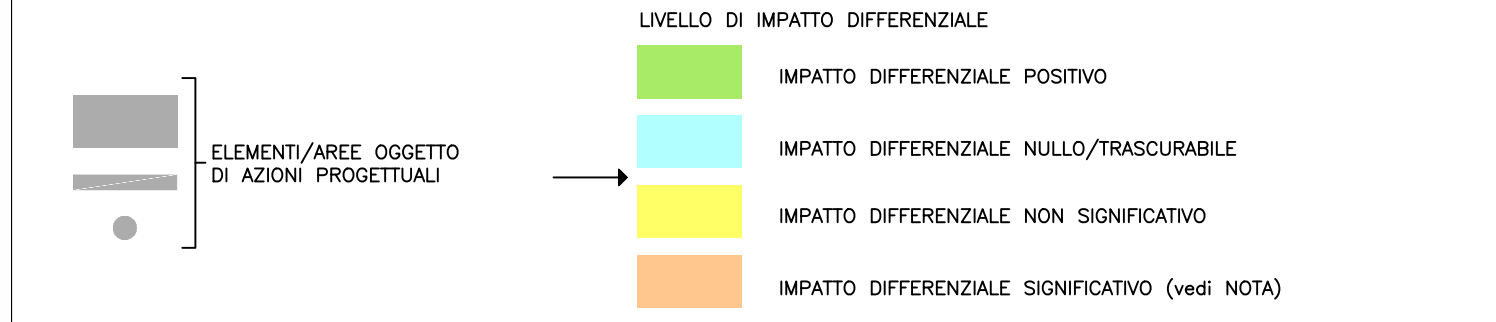 ELEMENTI/AREE OGGETTO
DI AZIONI PROGETTUALI
LIVELLO DI IMPATTO DIFFERENZIALE
IMPATTO DIFFERENZIALE POSITIVO
IMPATTO DIFFERENZIALE NULLO/TRASCURABILE
IMPATTO DIFFERENZIALE NON SIGNIFICATIVO
IMPATTO DIFFERENZIALE SIGNIFICATIVO (vedi NOTA)